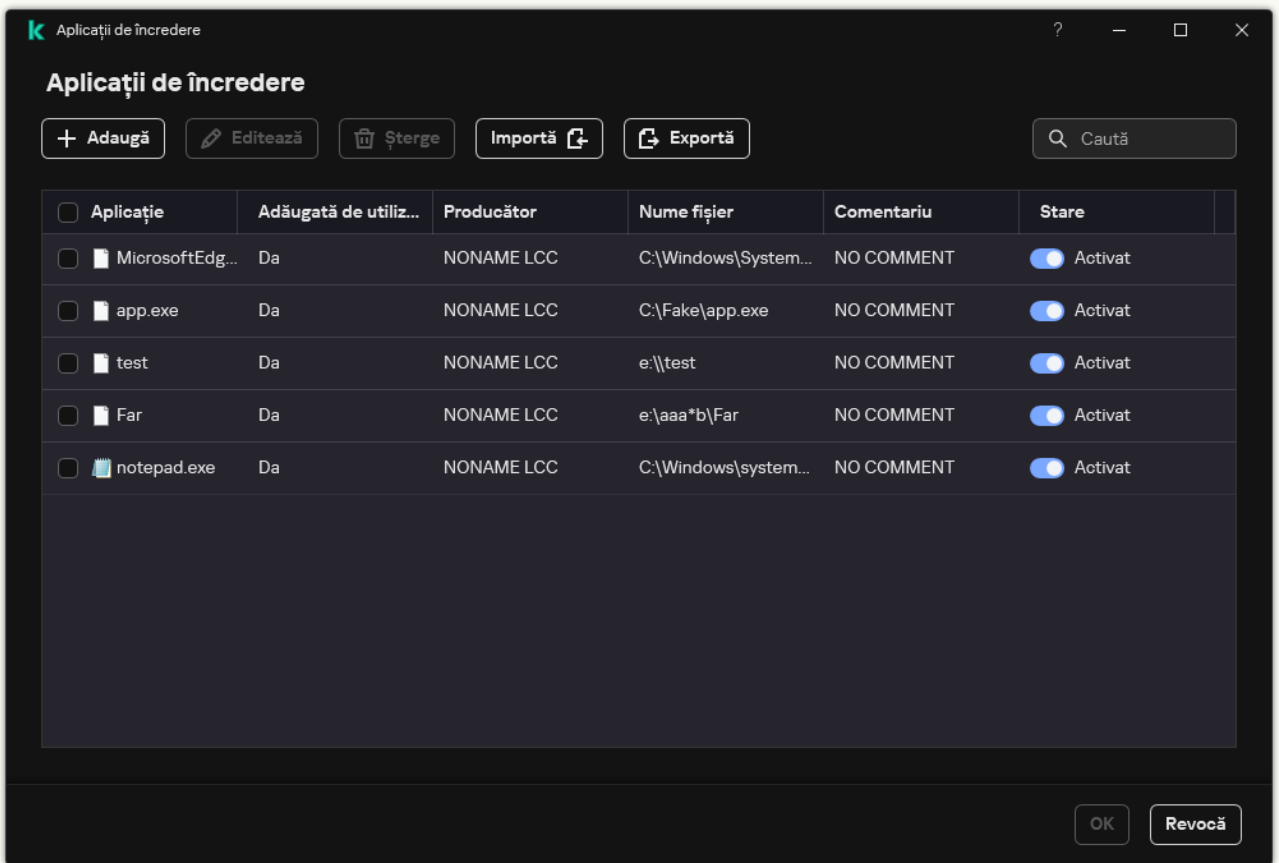 Aplicații de încredere
?
Aplicații de încredere
Adaugă Editează Șterge Importă Exportă Caută
Aplicație Adăugată de utiliz... Producător Nume fișier Comentariu Stare
MicrosoftEdg... Da NONAME LCC C:\Windows\System... NO COMMENT Activat
app.exe Da NONAME LCC C:\Fake\app.exe NO COMMENT Activat
test Da NONAME LCC e:\\test NO COMMENT Activat
Far Da NONAME LCC e:\aaa*b\Far NO COMMENT Activat
notepad.exe Da NONAME LCC C:\Windows\system... NO COMMENT Activat
OK Revocă